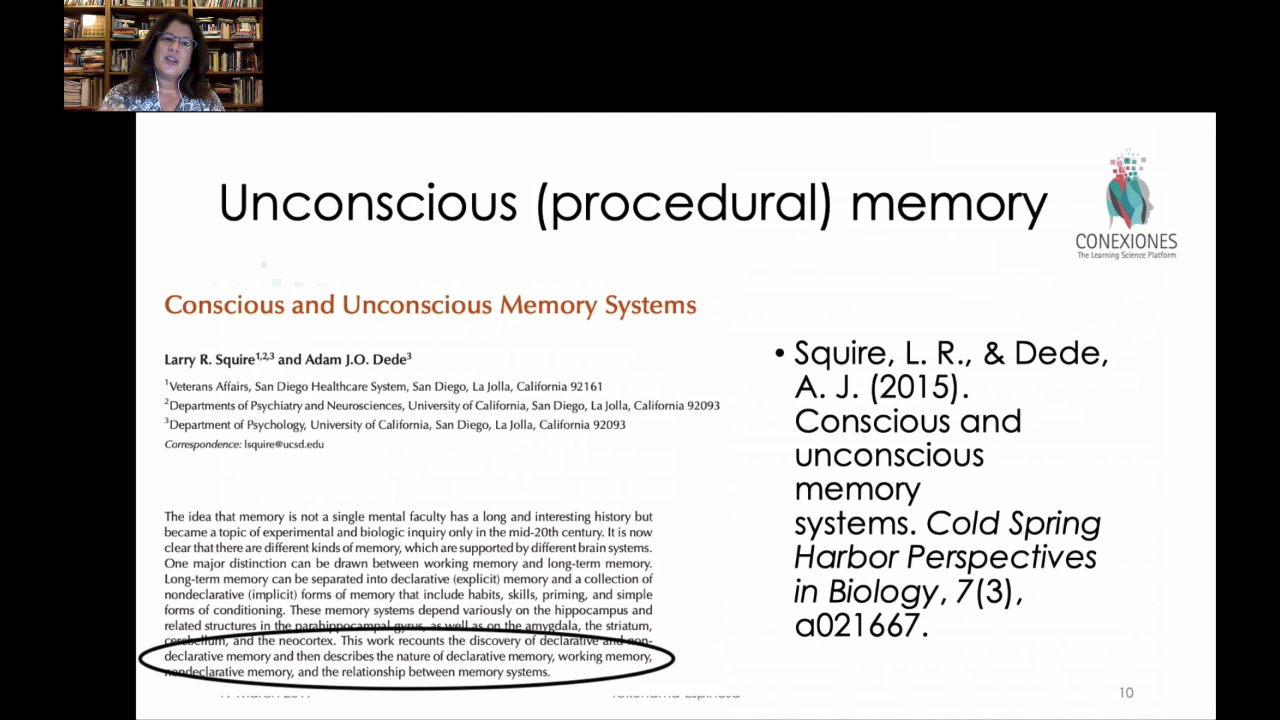 Unconscious (procedural) memory
CONEXIONES
The Learning Science Platform
Conscious and Unconscious Memory Systems
Larry R. Squire1,2,3 and Adam J.O. Dede3
1Veterans Affairs, San Diego Healthcare System, San Diego, La Jolla, California 92161
2Departments of Psychiatry and Neurosciences, University of California, San Diego, La Jolla, California 92093
3Department of Psychology, University of California, San Diego, La Jolla, California 92093
Correspondence: lsquire@ucsd.edu
The idea that memory is not a single mental faculty has a long and interesting history but
became a topic of experimental and biologic inquiry only in the mid-20th century. It is now
clear that there are different kinds of memory, which are supported by different brain systems.
One major distinction can be drawn between working memory and long-term memory.
Long-term memory can be separated into declarative (explicit) memory and a collection of
nondeclarative (implicit) forms of memory that include habits, skills, priming, and simple
forms of conditioning. These memory systems depend variously on the hippocampus and
related structures in the parahippocampal gyrus, as well as on the amygdala, the striatum,
cerebellum, and the neocortex. This work recounts the discovery of declarative and non-
declarative memory and then describes the nature of declarative memory, working memory,
nondeclarative memory, and the relationship between memory systems.
• Squire, L. R., & Dede,
A. J. (2015).
Conscious and
unconscious
memory
systems. Cold Spring
Harbor Perspectives
in Biology, 7(3),
a021667.
10